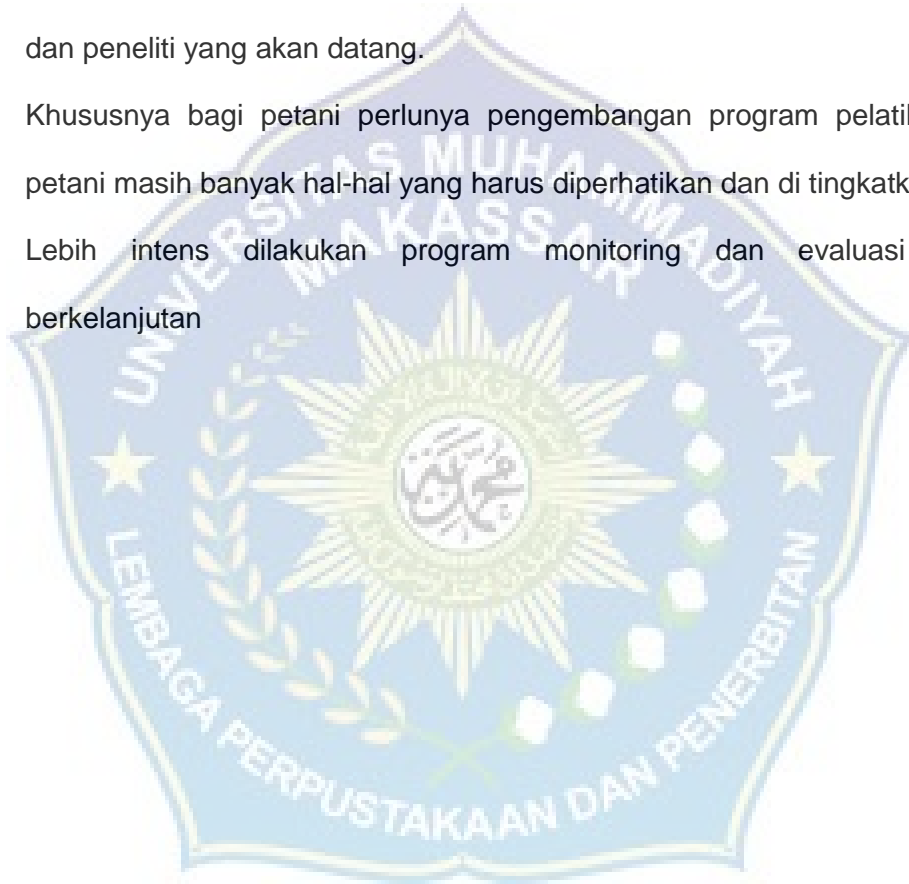 dan peneliti yang akan datang.
Khususnya bagi petani perlunya pengembangan program pelatil
petani masih banyak hal-hal yang harus diperhatikan dan di tingkatk
Lebih intens dilakukan program monitoring dan evaluasi
berkelanjutan
UNIVERSITAS MUHAMMADIYAH
MAKASSAR
LEMBAGA PERPUSTAKAAN DAN PENERBITAN
محمد